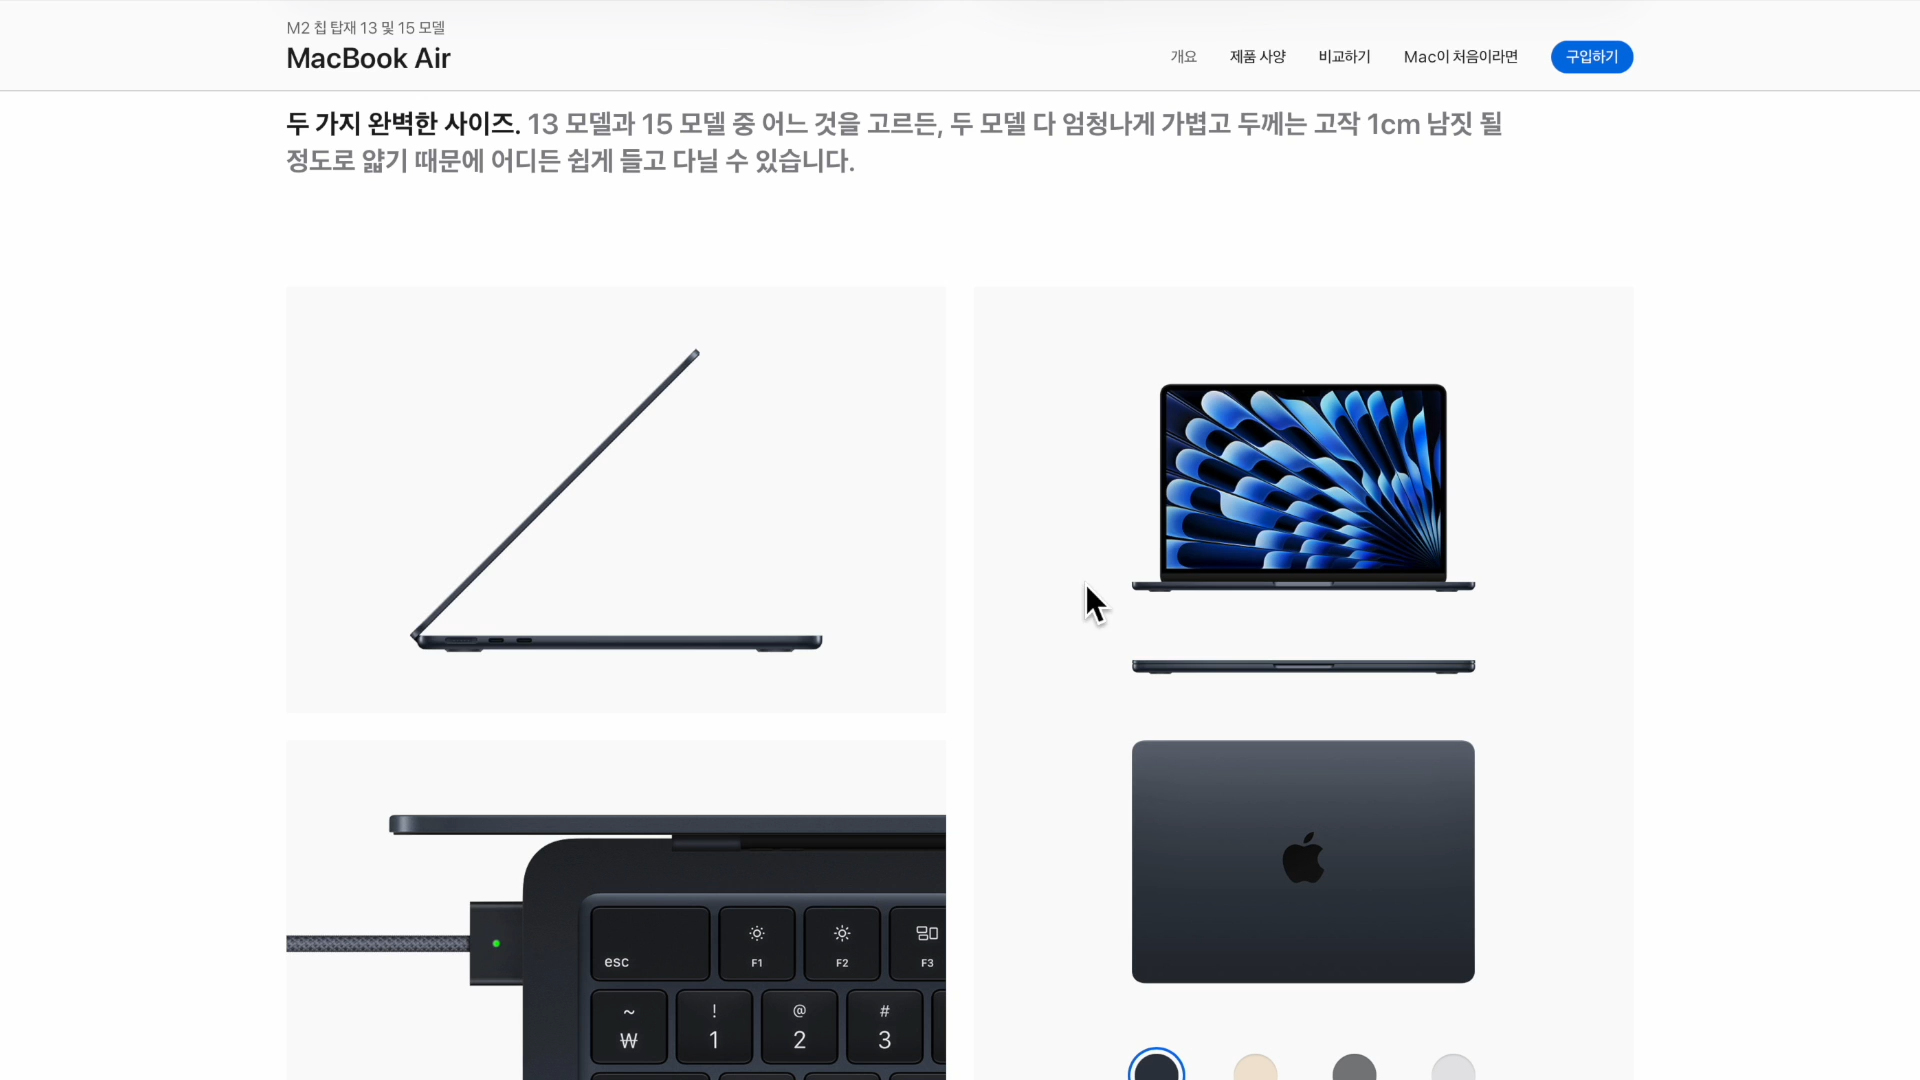 M2 칩 탑재 13 및 15 모델
MacBook Air
개요
제품 사양
비교하기
Mac이 처음이라면
구입하기
두 가지 완벽한 사이즈. 13 모델과 15 모델 중 어느 것을 고르든, 두 모델 다 엄청나게 가볍고 두께는 고작 1cm 남짓 될
정도로 얇기 때문에 어디든 쉽게 들고 다닐 수 있습니다.
esc
F1
F2
F3
~
!
@
#
₩
1
2
3